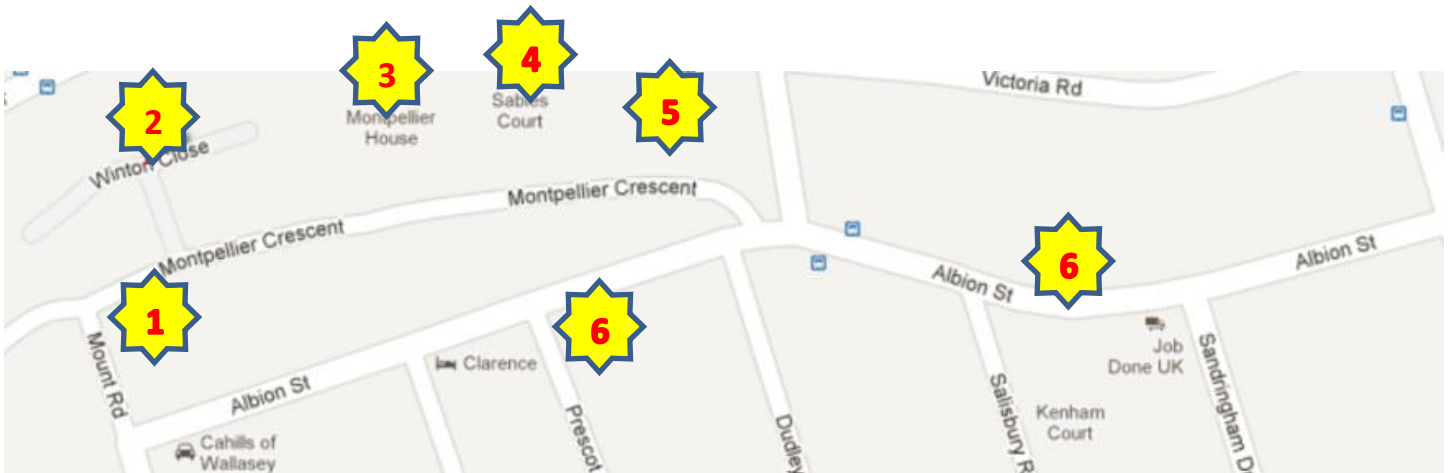 4
3
5
2
Victoria Rd
Sables
Court
Montpellier
House
Winton Close
Montpellier Crescent
Montpellier Crescent
6
Albion St
Albion St
1
6
Mount Rd
Clarence
Job
Done UK
Albion St
Salisbury R
Sandringham D
Prescot
Dudley
Kenham
Court
Cahills of
Wallasey